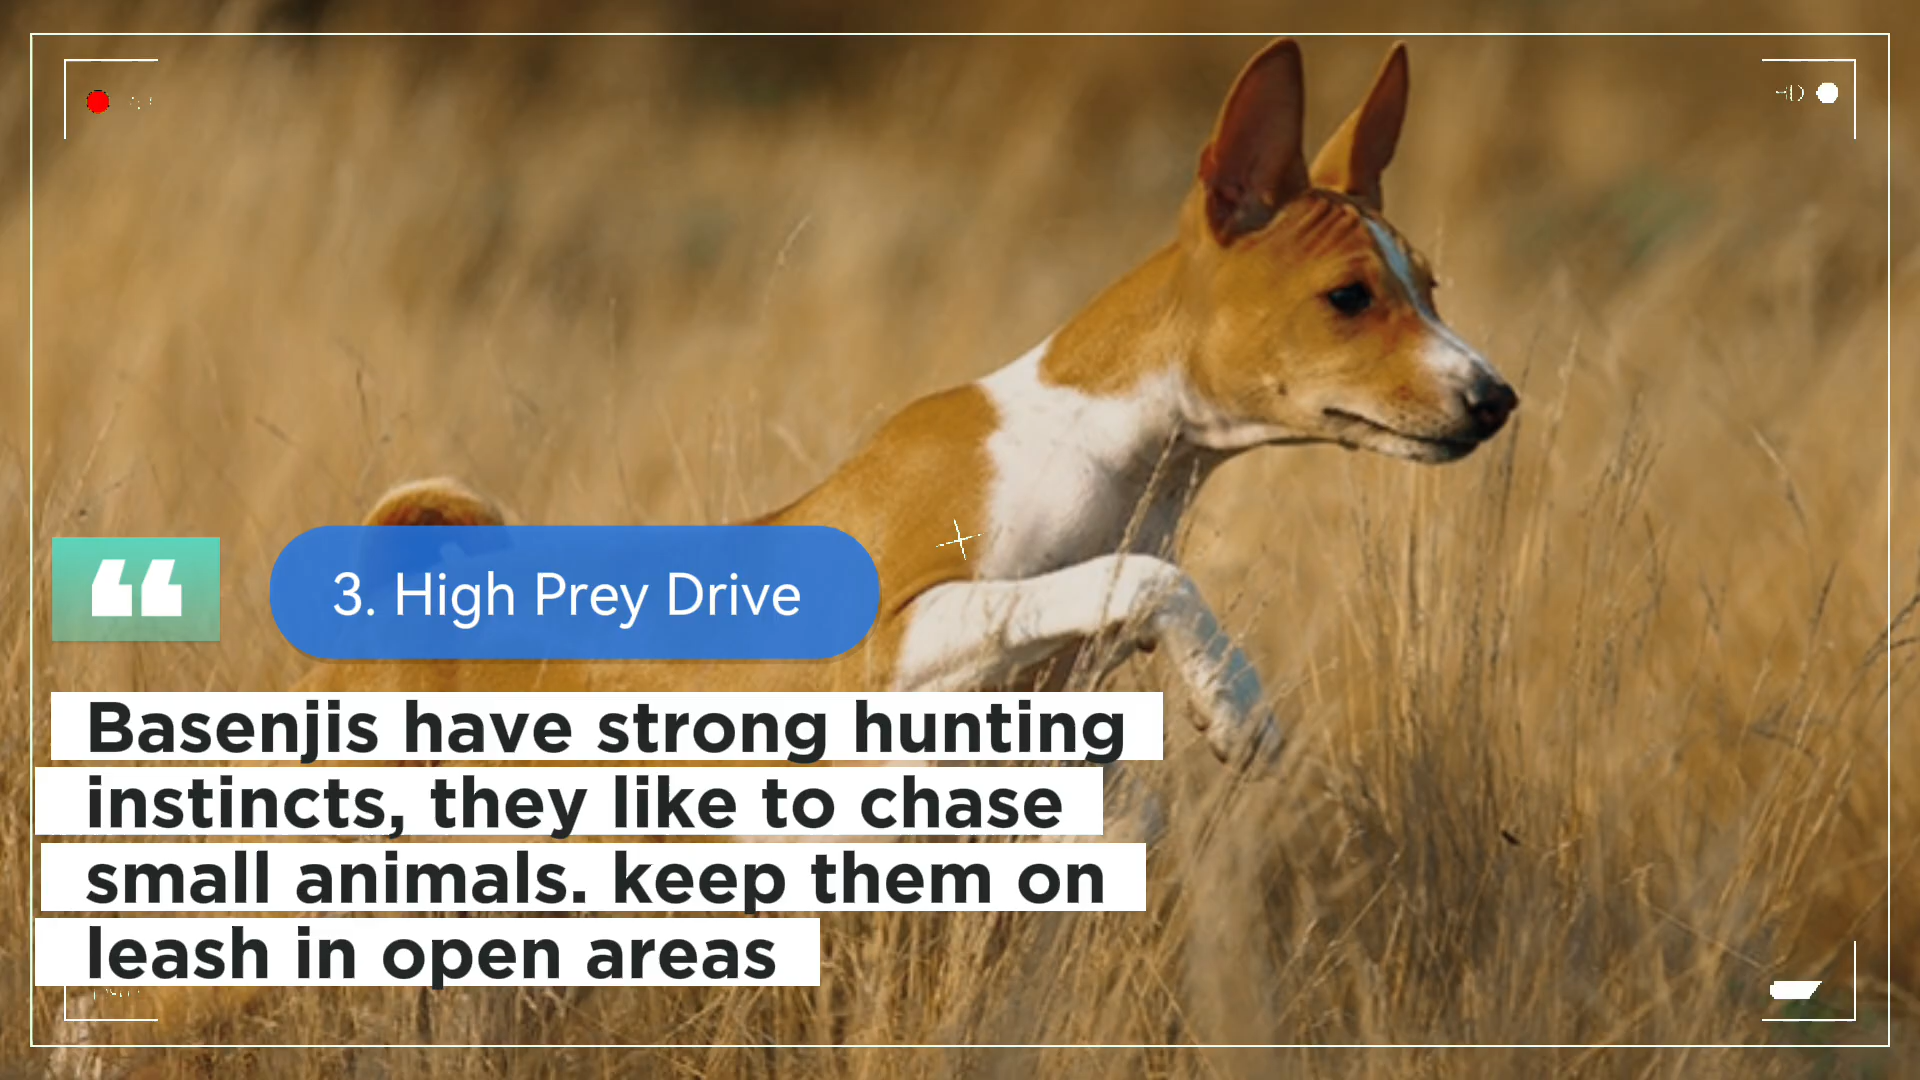 3. High Prey Drive
Basenjis have strong hunting
instincts, they like to chase
small animals. keep them on
leash in open areas